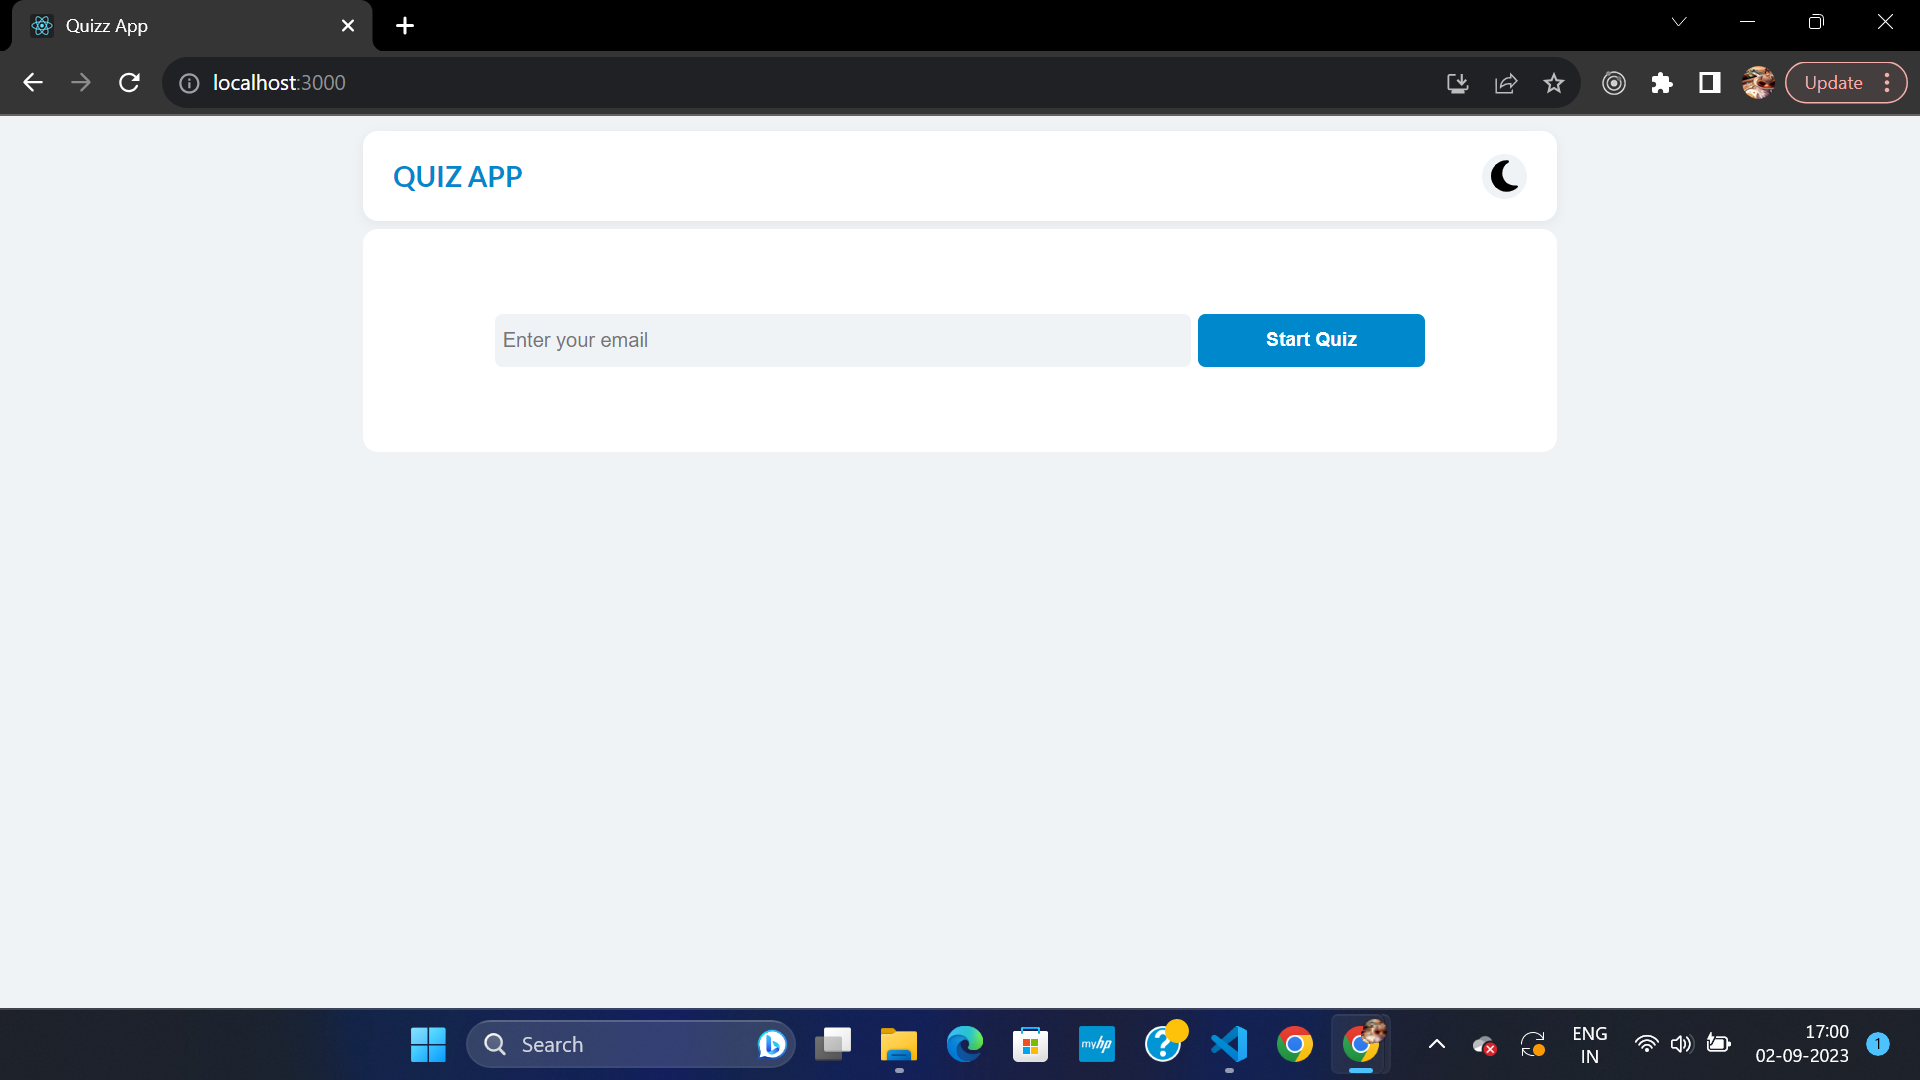 Quizz App
localhost:3000
Update
QUIZ APP
Enter your email
Start Quiz
Search
myhp
ENG
IN
17:00
02-09-2023
1